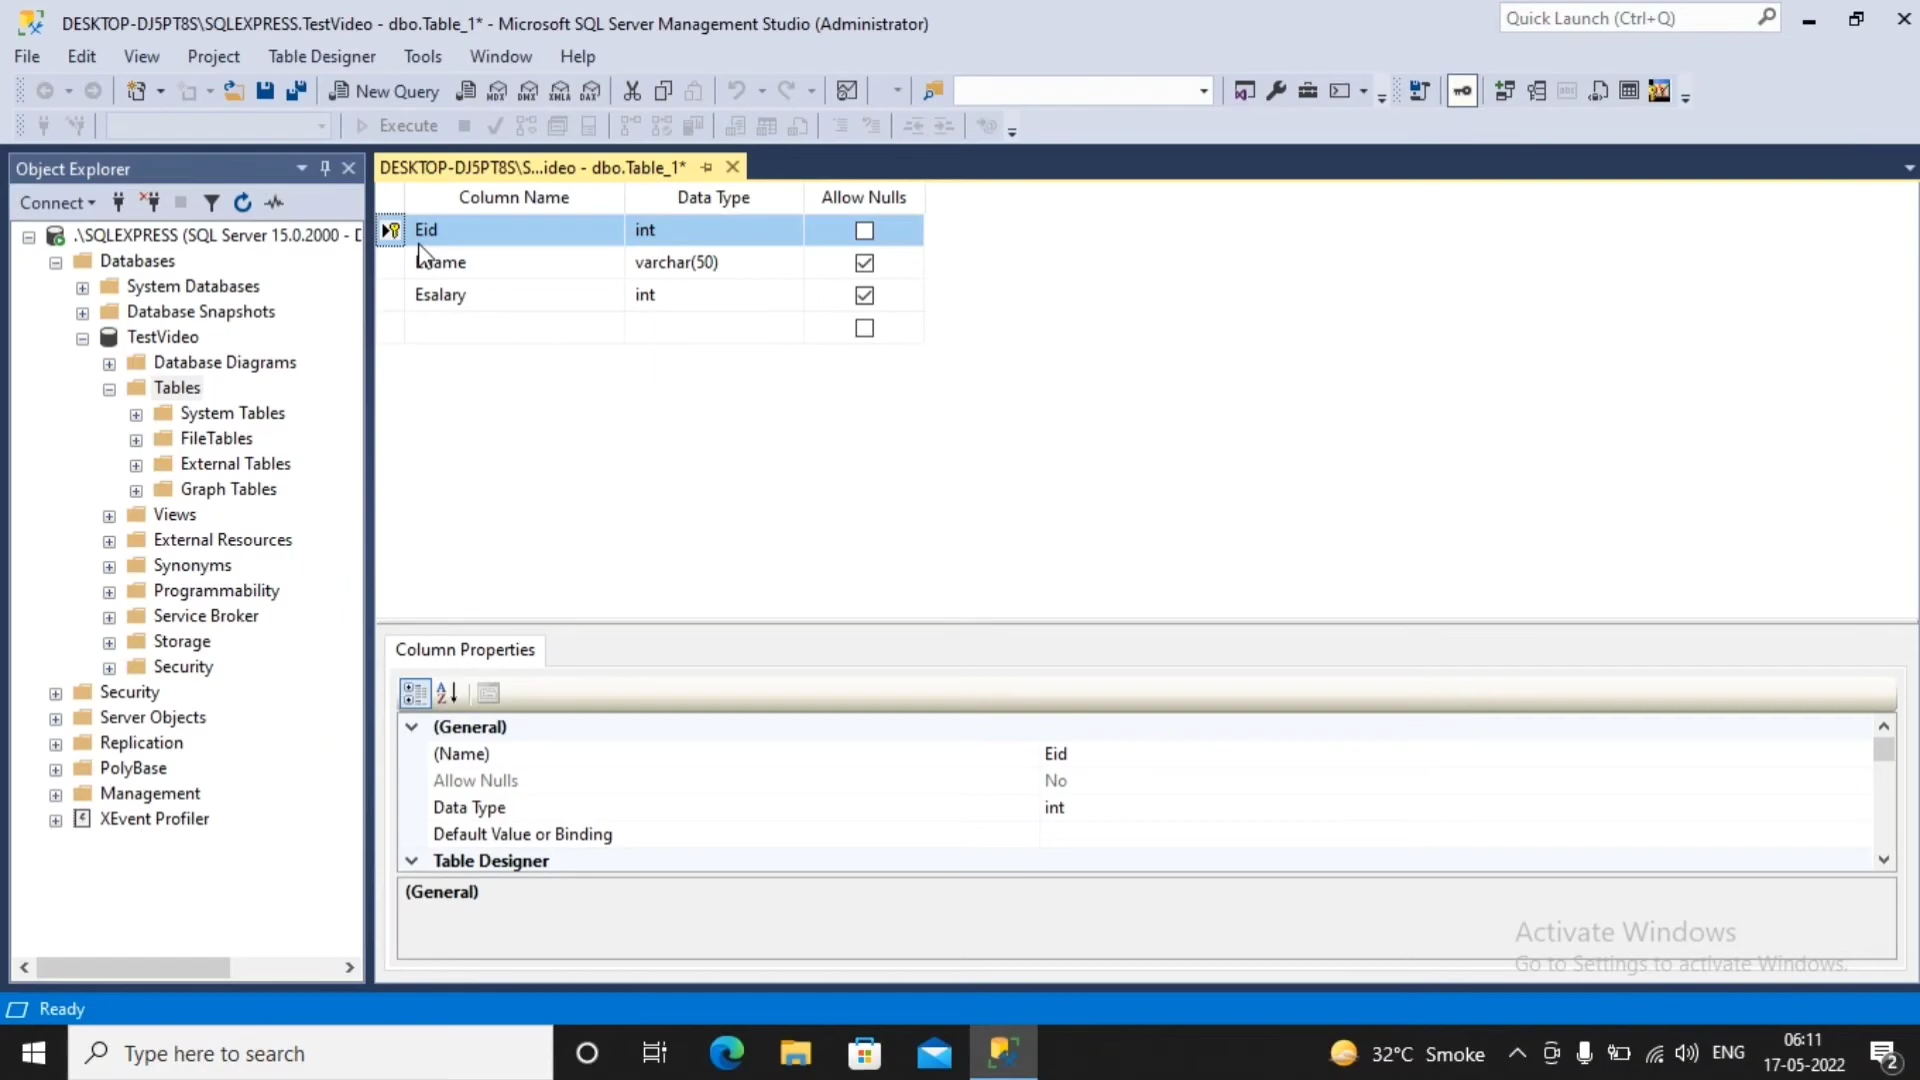 DESKTOP-DJ5PT8S\SQLEXPRESS.TestVideo - dbo.Table_1* - Microsoft SQL Server Management Studio (Administrator)
Quick Launch (Ctrl+Q)
File Edit View Project Table Designer Tools Window Help
New Query MDX DMX XMLA DAX
Execute
Object Explorer
DESKTOP-DJ5PT8S\S...ideo - dbo.Table_1*
Connect
.\SQLEXPRESS (SQL Server 15.0.2000 - D
Databases
System Databases
Database Snapshots
TestVideo
Database Diagrams
Tables
System Tables
FileTables
External Tables
Graph Tables
Views
External Resources
Synonyms
Programmability
Service Broker
Storage
Security
Security
Server Objects
Replication
PolyBase
Management
XEvent Profiler
Column Name Data Type Allow Nulls
Eid int
varchar(50)
Esalary int
Column Properties
(General)
(Name) Eid
Allow Nulls No
Data Type int
Default Value or Binding
Table Designer
(General)
Activate Windows
Go to Settings to activate Windows.
Ready
Type here to search
32°C Smoke
ENG
06:11
17-05-2022
2